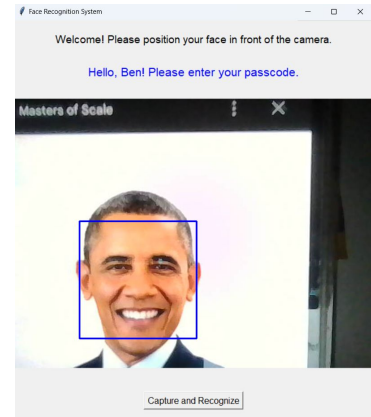 Face Recognition System
Welcome! Please position your face in front of the camera.
Hello, Ben! Please enter your passcode.
Masters of Scale
Capture and Recognize